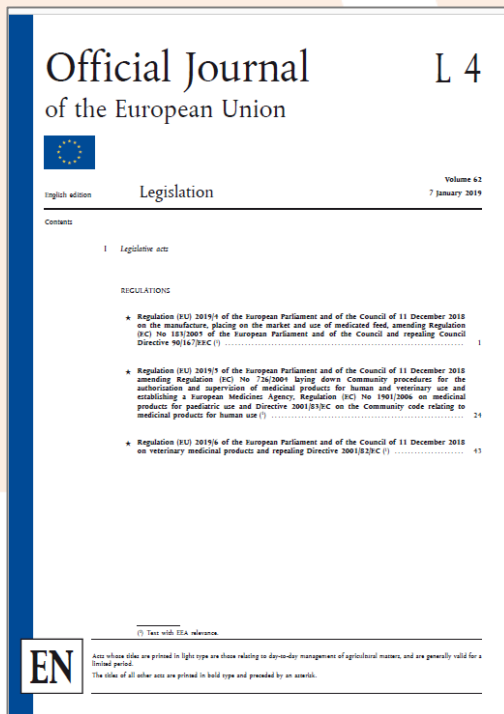 Official Journal L 4
of the European Union
Volume 62
English edition Legislation 7 January 2019
Contents
I Legislative acts
REGULATIONS
★ Regulation (EU) 2019/4 of the European Parliament and of the Council of 11 December 2018
on the manufacture, placing on the market and use of medicated feed, amending Regulation
(EC) No 183/2005 of the European Parliament and of the Council and repealing Council
Directive 90/167/EEC (¹) ........................................................................ 1
★ Regulation (EU) 2019/5 of the European Parliament and of the Council of 11 December 2018
amending Regulation (EC) No 726/2004 laying down Community procedures for the
authorisation and supervision of medicinal products for human and veterinary use and
establishing a European Medicines Agency, Regulation (EC) No 1901/2006 on medicinal
products for paediatric use and Directive 2001/83/EC on the Community code relating to
medicinal products for human use (¹) ...................................................... 24
★ Regulation (EU) 2019/6 of the European Parliament and of the Council of 11 December 2018
on veterinary medicinal products and repealing Directive 2001/82/EC (¹) ..................... 43
(¹) Text with EEA relevance.
EN
Acts whose titles are printed in light type are those relating to day-to-day management of agricultural matters, and are generally valid for a
limited period.
The titles of all other acts are printed in bold type and preceded by an asterisk.